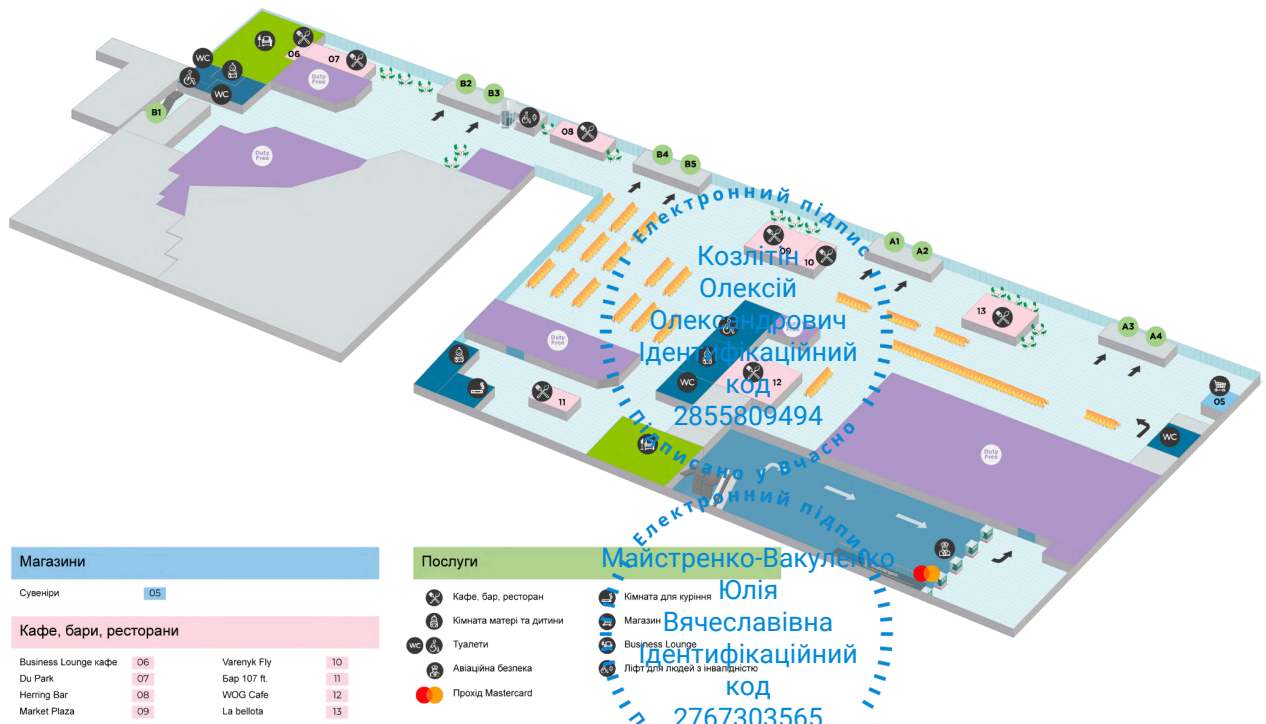 06
07
WC
WC
Duty Free
B1
B2
B3
Duty Free
08
B4
B5
Електронний підпис
Козлітін
Олексій
Олександрович
Ідентифікаційний
код
2855809494
Підписано у Вчасно
09
10
A1
A2
13
A3
A4
05
WC
Duty Free
WC
12
11
Duty Free
Електронний підпис
Майстренко-Вакуленко
Юлія
Вячеславівна
Ідентифікаційний
код
2767303565
Магазини
Сувеніри 05
Кафе, бари, ресторани
Business Lounge кафе 06
Du Park 07
Herring Bar 08
Market Plaza 09
Varenyk Fly 10
Бар 107 ft. 11
WOG Cafe 12
La bellota 13
Послуги
Кафе, бар, ресторан
Кімната матері та дитини
WC Туалети
Авіаційна безпека
Прохід Mastercard
Кімната для куріння
Магазин
Business Lounge
Ліфт для людей з інвалідністю